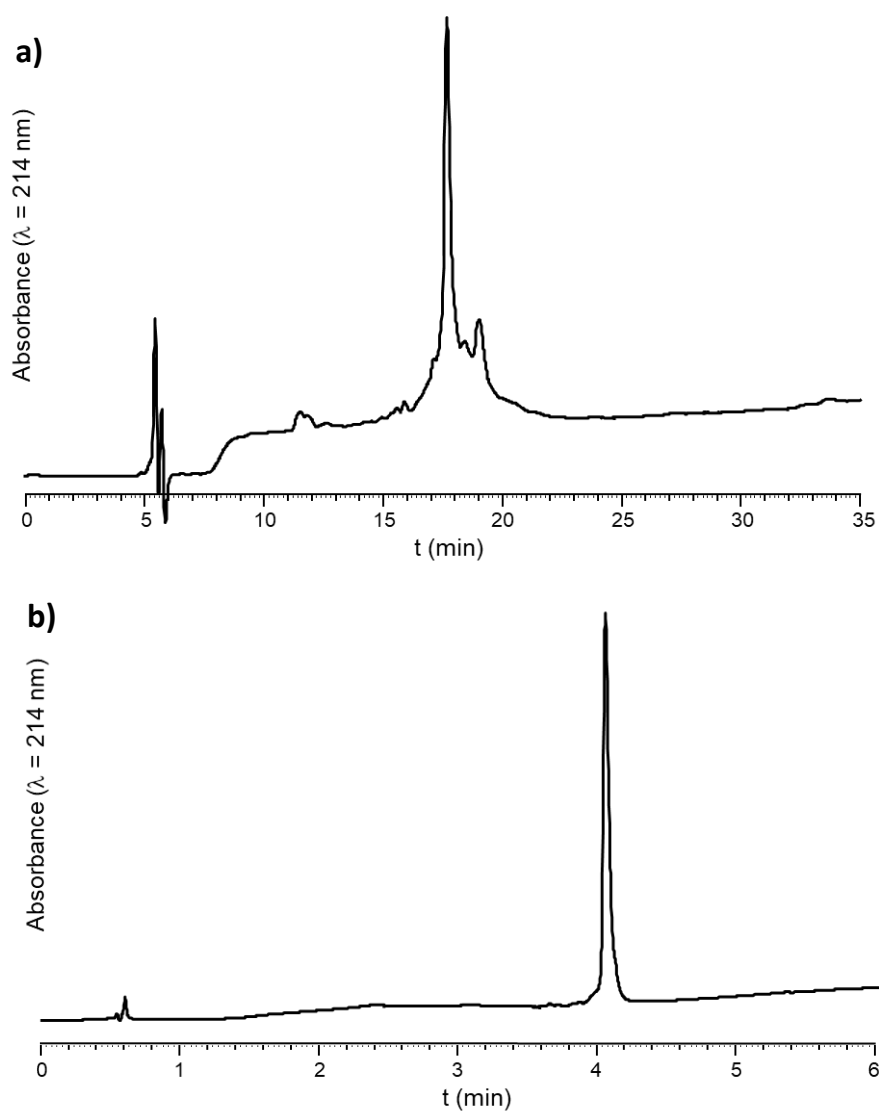 a)
Absorbance (λ = 214 nm)
0 5 10 15 20 25 30 35
t (min)
b)
Absorbance (λ = 214 nm)
0 1 2 3 4 5 6
t (min)